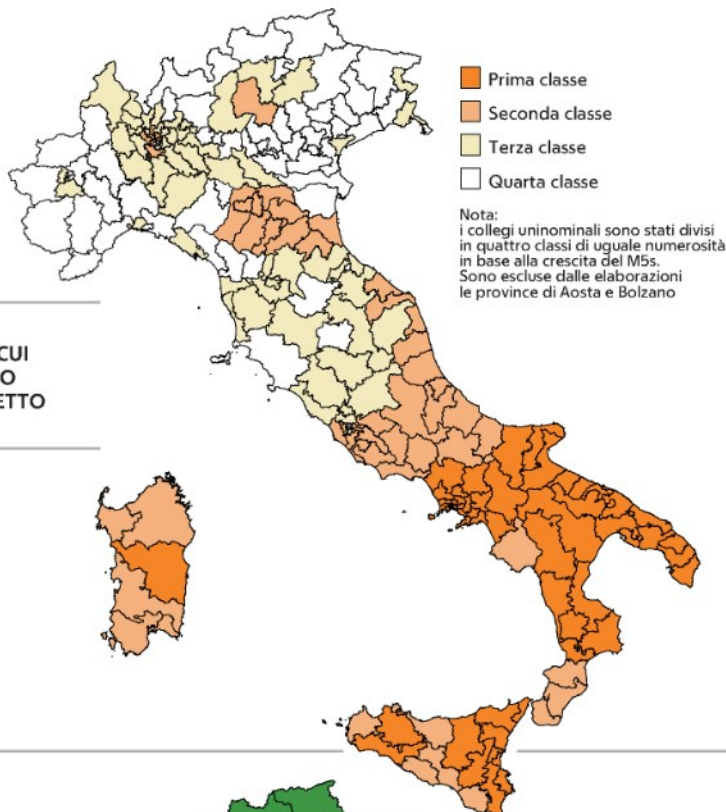 Prima classe
Seconda classe
Terza classe
Quarta classe
Nota:
i collegi uninominali sono stati divisi
in quattro classi di uguale numerosità
in base alla crescita del M5s.
Sono escluse dalle elaborazioni
le province di Aosta e Bolzano
CUI
O
ETTO